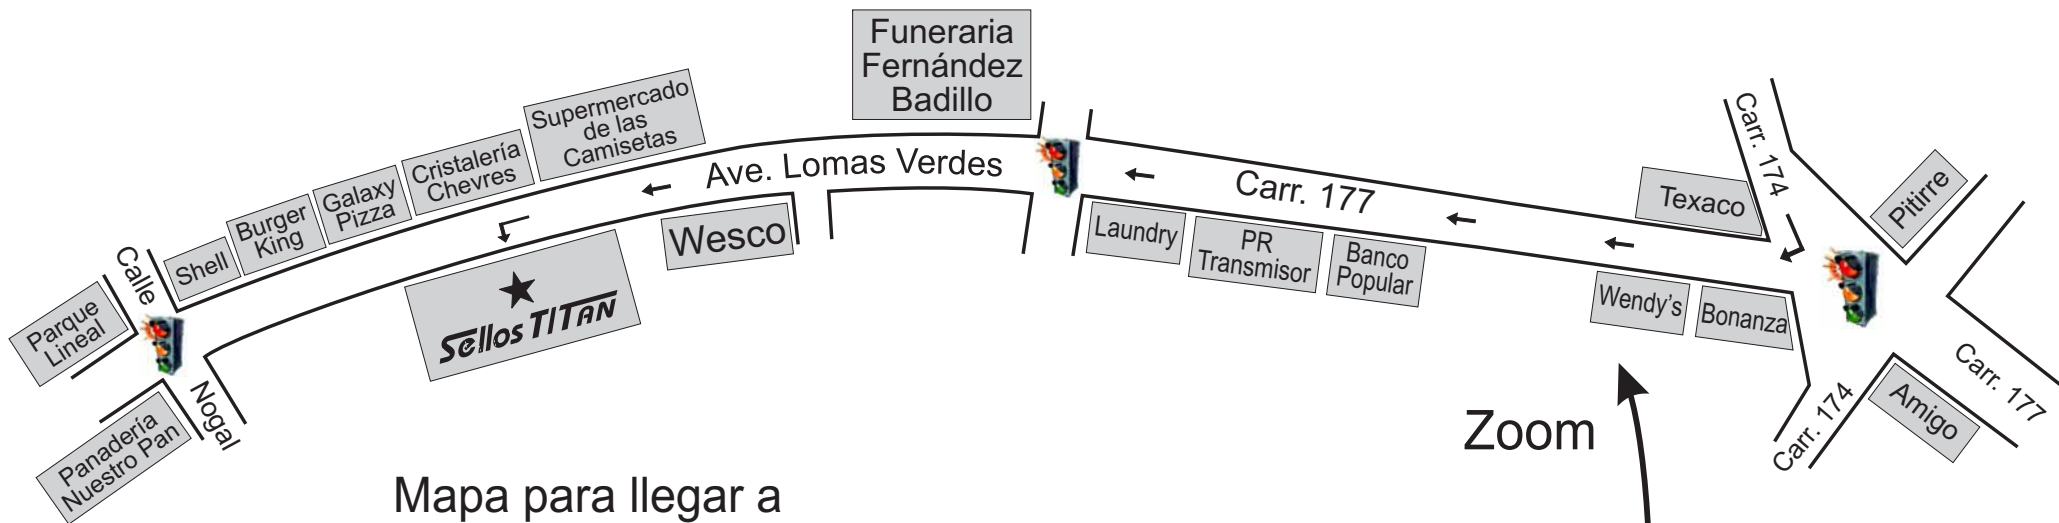 Funeraria
Fernández
Badillo
Supermercado
de las
Camisetas
Cristalería
Chevres
Galaxy
Pizza
Burger
King
Shell
Calle
Parque
Lineal
Ave. Lomas Verdes
Carr. 177
Carr. 174
Texaco
Pitirre
Wesco
Laundry
PR
Transmisor
Banco
Popular
Wendy's
Bonanza
Sellos TITAN
Nogal
Panadería
Nuestro Pan
Carr. 174
Amigo
Carr. 177
Zoom
Mapa para llegar a